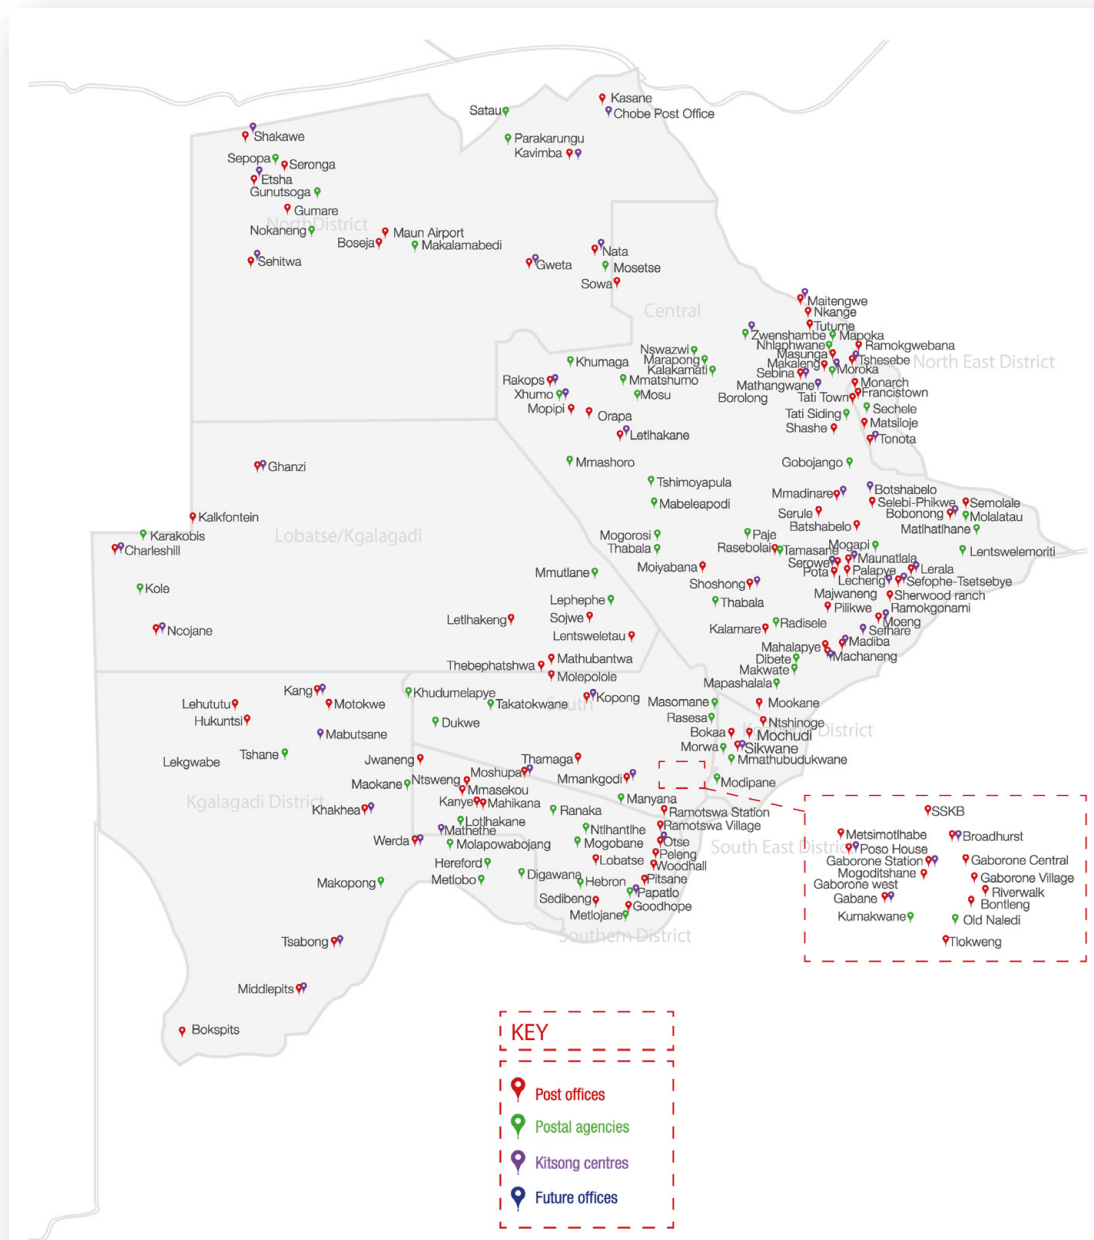 Kasane
Satau
Chobe Post Office
Shakawe
Parakarungu
Kavimba
Sepopa
Seronga
Etsha
Gunutsoga
Gumare
NorthDistrict
Nokaneng
Maun Airport
Boseja
Makalamabedi
Sehitwa
Nata
Gweta
Mosetse
Sowa
Maitengwe
Central
Nkange
Tutume
Zwenshambe
Mapoka
Nhlaphwane
Ramokgwebana
Nswazwi
Masunga
Marapong
Makaleng
Tshesebe
North East District
Khumaga
Kalakamati
Sebina
Moroka
Rakops
Mmatshumo
Mathangwane
Monarch
Xhumo
Mosu
Borolong
Tati Town
Francistown
Mopipi
Orapa
Tati Siding
Sechele
Matsiloje
Letlhakane
Shashe
Tonota
Ghanzi
Mmashoro
Gobojango
Tshimoyapula
Botshabelo
Mmadinare
Selebi-Phikwe
Semolale
Mabeleapodi
Serule
Bobonong
Molalatau
Kalkfontein
Batshabelo
Matlhatlhane
Lobatse/Kgalagadi
Karakobis
Mogorosi
Paje
Charleshill
Thabala
Rasebolai
Tamasane
Mogapi
Lentswelemoriti
Serowe
Maunatlala
Mmutlane
Moiyabana
Pota
Palapye
Lerala
Kole
Shoshong
Lecheng
Sefophe-Tsetsebye
Lephephe
Thabala
Majwaneng
Sherwood ranch
Letlhakeng
Sojwe
Pilikwe
Ramokgonami
Ncojane
Kalamare
Radisele
Moeng
Lentsweletau
Sefhare
Mahalapye
Madiba
Mathubantwa
Dibete
Machaneng
Thebephatshwa
Makwate
Molepolole
Mapashalala
Kang
Khudumelapye
Kopong
Lehututu
Motokwe
Takatokwane
South
Masomane
Mookane
Hukuntsi
Dukwe
Rasesa
Ntshinoge
Mabutsane
Bokaa
Mochudi
District
Morwa
Sikwane
Tshane
Lekgwabe
Jwaneng
Thamaga
Mmathubudukwane
Moshupa
Maokane
Ntsweng
Mmankgodi
Modipane
Mmasekou
Kgalagadi District
Kanye
Mahikana
Manyana
Khakhea
Ranaka
Ramotswa Station
SSKB
Lotlhakane
Ramotswa Village
Mathethe
Ntlhantlhe
Metsimotlhabe
Broadhurst
Werda
Molapowabojang
Mogobane
Otse
South East District
Poso House
Peleng
Gaborone Station
Gaborone Central
Hereford
Lobatse
Woodhall
Mogoditshane
Digawana
Pitsane
Gaborone Village
Makopong
Metlobo
Hebron
Gaborone west
Papatlo
Gabane
Riverwalk
Sedibeng
Goodhope
Bontleng
Metlojane
Kumakwane
Old Naledi
Southern District
Tsabong
Tlokweng
Middlepits
Bokspits
KEY
Post offices
Postal agencies
Kitsong centres
Future offices